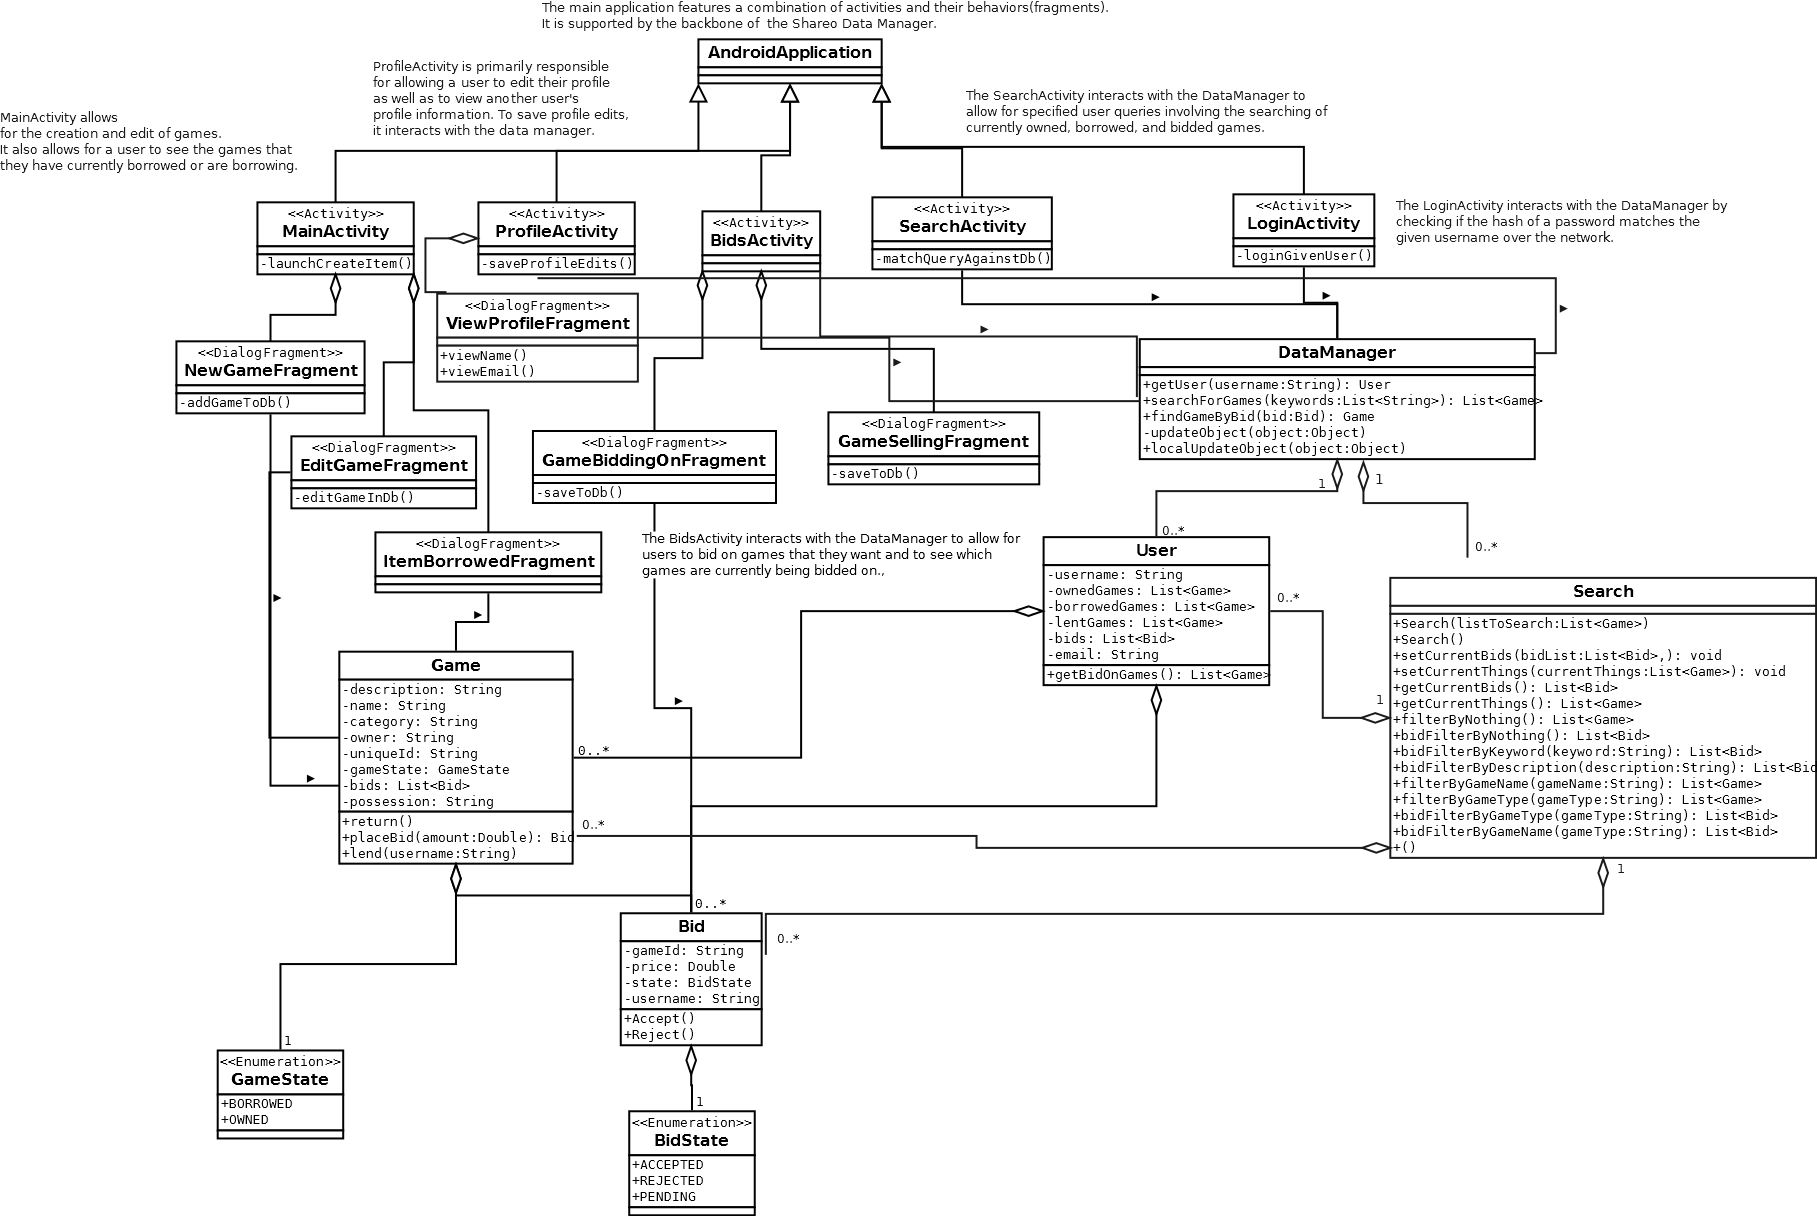 The main application features a combination of activities and their behaviors(fragments).
It is supported by the backbone of  the Shareo Data Manager.
AndroidApplication
ProfileActivity is primarily responsible
for allowing a user to edit their profile
as well as to view another user's
profile information. To save profile edits,
it interacts with the data manager.
The SearchActivity interacts with the DataManager to
allow for specified user queries involving the searching of
currently owned, borrowed, and bidded games.
MainActivity allows
for the creation and edit of games.
It also allows for a user to see the games that
they have currently borrowed or are borrowing.
<<Activity>>
MainActivity
-launchCreateItem()
<<Activity>>
ProfileActivity
-saveProfileEdits()
<<Activity>>
BidsActivity
<<Activity>>
SearchActivity
-matchQueryAgainstDb()
<<Activity>>
LoginActivity
-loginGivenUser()
The LoginActivity interacts with the DataManager by
checking if the hash of a password matches the
given username over the network.
<<DialogFragment>>
ViewProfileFragment
+viewName()
+viewEmail()
<<DialogFragment>>
NewGameFragment
-addGameToDb()
DataManager
+getUser(username:String): User
+searchForGames(keywords:List<String>): List<Game>
+findGameByBid(bid:Bid): Game
-updateObject(object:Object)
+localUpdateObject(object:Object)
<<DialogFragment>>
EditGameFragment
-editGameInDb()
<<DialogFragment>>
GameBiddingOnFragment
-saveToDb()
<<DialogFragment>>
GameSellingFragment
-saveToDb()
1
1
0..*
0..*
<<DialogFragment>>
ItemBorrowedFragment
The BidsActivity interacts with the DataManager to allow for
users to bid on games that they want and to see which
games are currently being bidded on.,
User
-username: String
-ownedGames: List<Game>
-borrowedGames: List<Game>
-lentGames: List<Game>
-bids: List<Bid>
-email: String
+getBidOnGames(): List<Game>
0..*
1
Search
+Search(listToSearch:List<Game>)
+Search()
+setCurrentBids(bidList:List<Bid>,): void
+setCurrentThings(currentThings:List<Game>): void
+getCurrentBids(): List<Bid>
+getCurrentThings(): List<Game>
+filterByNothing(): List<Game>
+bidFilterByNothing(): List<Bid>
+bidFilterByKeyword(keyword:String): List<Bid>
+bidFilterByDescription(description:String): List<Bid
+filterByGameName(gameName:String): List<Game>
+filterByGameType(gameType:String): List<Game>
+bidFilterByGameType(gameType:String): List<Bid>
+bidFilterByGameName(gameType:String): List<Bid>
+()
Game
-description: String
-name: String
-category: String
-owner: String
-uniqueId: String
-gameState: GameState
-bids: List<Bid>
-possession: String
+return()
+placeBid(amount:Double): Bid
+lend(username:String)
0..*
0..*
1
0..*
0..*
Bid
-gameId: String
-price: Double
-state: BidState
-username: String
+Accept()
+Reject()
1
<<Enumeration>>
GameState
+BORROWED
+OWNED
1
<<Enumeration>>
BidState
+ACCEPTED
+REJECTED
+PENDING